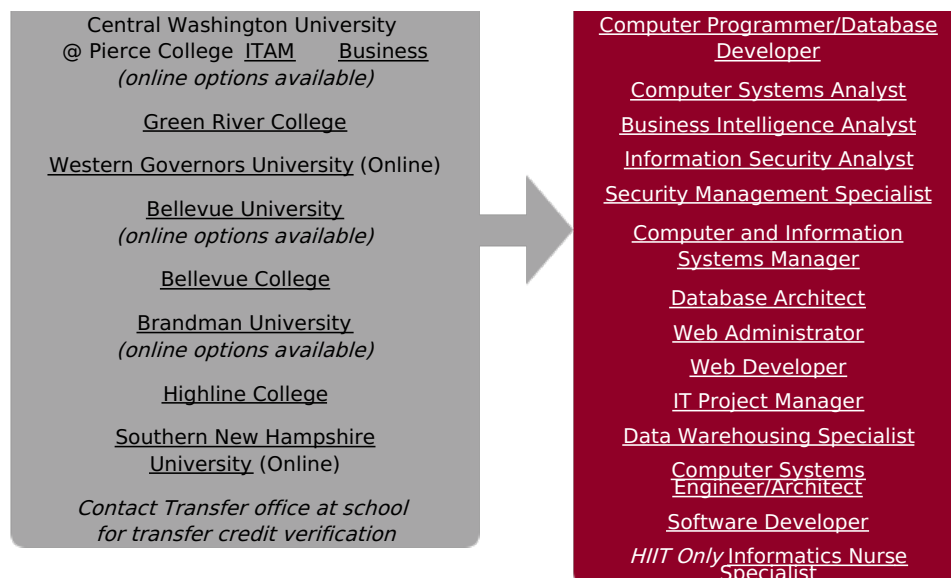 Central Washington University
@ Pierce College ITAM Business
(online options available)
Green River College
Western Governors University (Online)
Bellevue University
(online options available)
Bellevue College
Brandman University
(online options available)
Highline College
Southern New Hampshire
University (Online)
Contact Transfer office at school
for transfer credit verification
Computer Programmer/Database
Developer
Computer Systems Analyst
Business Intelligence Analyst
Information Security Analyst
Security Management Specialist
Computer and Information
Systems Manager
Database Architect
Web Administrator
Web Developer
IT Project Manager
Data Warehousing Specialist
Computer Systems
Engineer/Architect
Software Developer
HIIT Only Informatics Nurse
Specialist